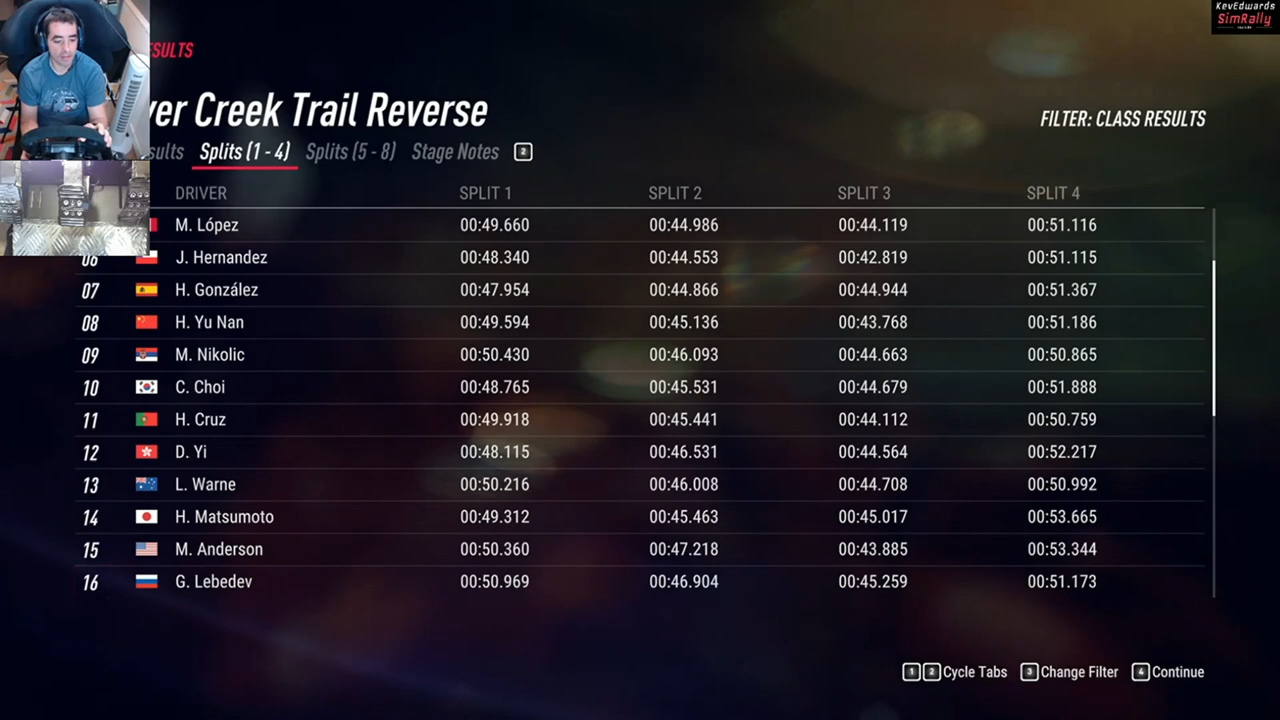 KevEdwards
SimRally
SULTS
ver Creek Trail Reverse
FILTER: CLASS RESULTS
sults Splits (1 - 4) Splits (5 - 8) Stage Notes 2
DRIVER SPLIT 1 SPLIT 2 SPLIT 3 SPLIT 4
M. López 00:49.660 00:44.986 00:44.119 00:51.116
06 J. Hernandez 00:48.340 00:44.553 00:42.819 00:51.115
07 H. González 00:47.954 00:44.866 00:44.944 00:51.367
08 H. Yu Nan 00:49.594 00:45.136 00:43.768 00:51.186
09 M. Nikolic 00:50.430 00:46.093 00:44.663 00:50.865
10 C. Choi 00:48.765 00:45.531 00:44.679 00:51.888
11 H. Cruz 00:49.918 00:45.441 00:44.112 00:50.759
12 D. Yi 00:48.115 00:46.531 00:44.564 00:52.217
13 L. Warne 00:50.216 00:46.008 00:44.708 00:50.992
14 H. Matsumoto 00:49.312 00:45.463 00:45.017 00:53.665
15 M. Anderson 00:50.360 00:47.218 00:43.885 00:53.344
16 G. Lebedev 00:50.969 00:46.904 00:45.259 00:51.173
1 2 Cycle Tabs 3 Change Filter 4 Continue